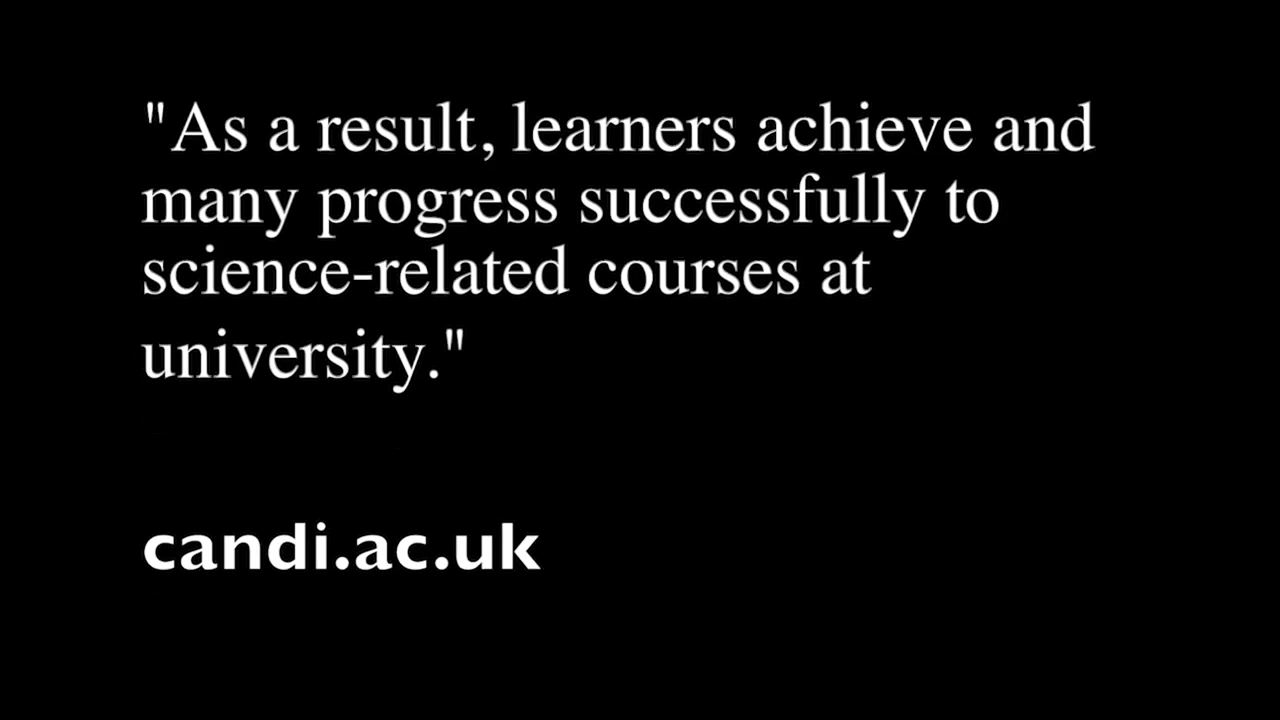 "As a result, learners achieve and
many progress successfully to
science-related courses at
university."
candi.ac.uk